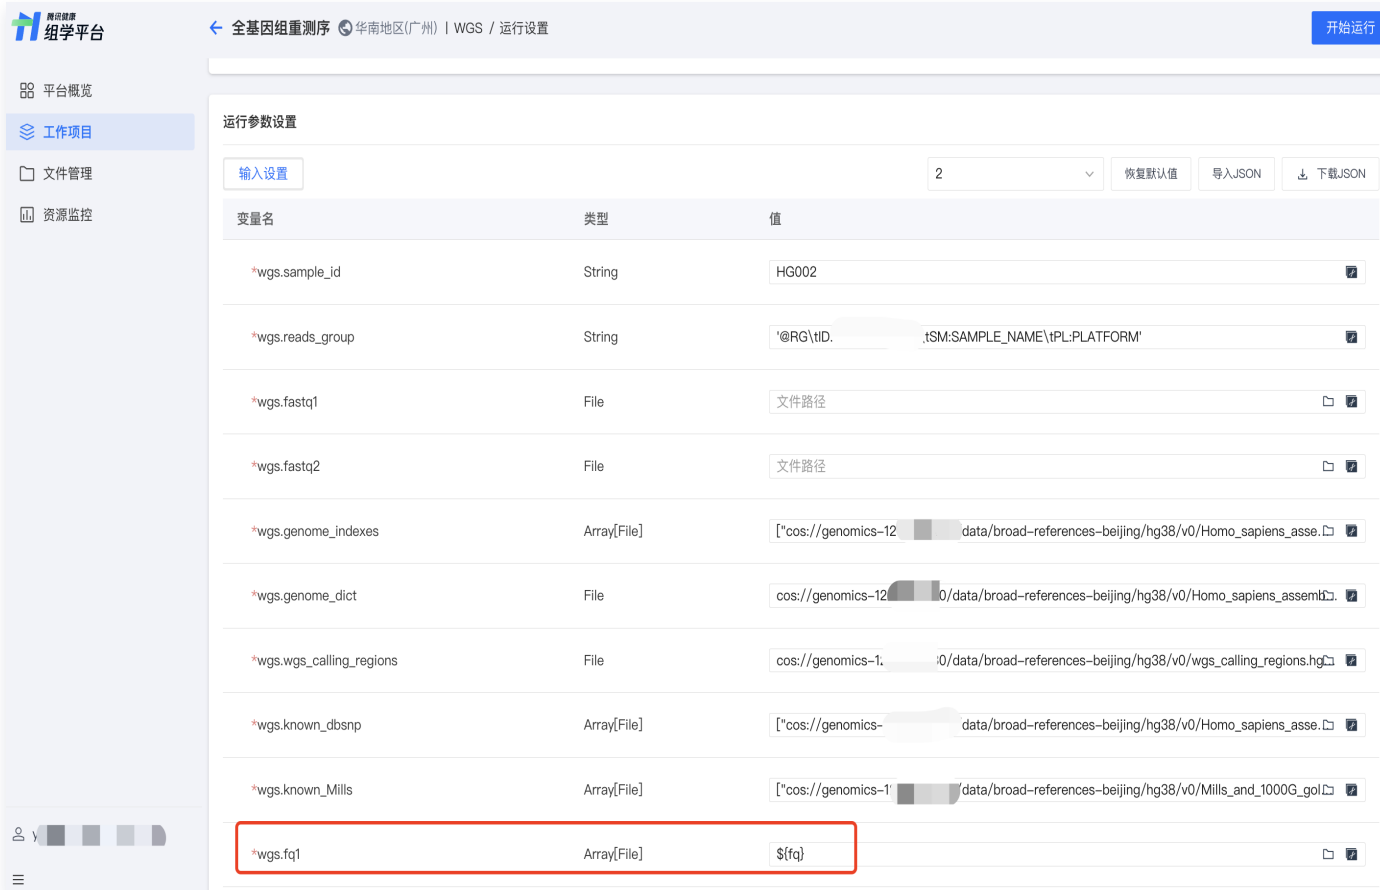 腾讯健康
组学平台
全基因组重测序 华南地区(广州) | WGS / 运行设置
开始运行
平台概览
工作项目
文件管理
资源监控
运行参数设置
输入设置
2
恢复默认值
导入JSON
下载JSON
变量名 类型 值
*wgs.sample_id String HG002
*wgs.reads_group String '@RG\tID. tSM:SAMPLE_NAME\tPL:PLATFORM'
*wgs.fastq1 File 文件路径
*wgs.fastq2 File 文件路径
*wgs.genome_indexes Array[File] ["cos://genomics-12 data/broad-references-beijing/hg38/v0/Homo_sapiens_asse.
*wgs.genome_dict File cos://genomics-12 0/data/broad-references-beijing/hg38/v0/Homo_sapiens_assemb...
*wgs.wgs_calling_regions File cos://genomics-1 0/data/broad-references-beijing/hg38/v0/wgs_calling_regions.hg...
*wgs.known_dbsnp Array[File] ["cos://genomics- data/broad-references-beijing/hg38/v0/Homo_sapiens_asse.
*wgs.known_Mills Array[File] ["cos://genomics-1 /data/broad-references-beijing/hg38/v0/Mills_and_1000G_gol.
*wgs.fq1 Array[File] ${fq}
y